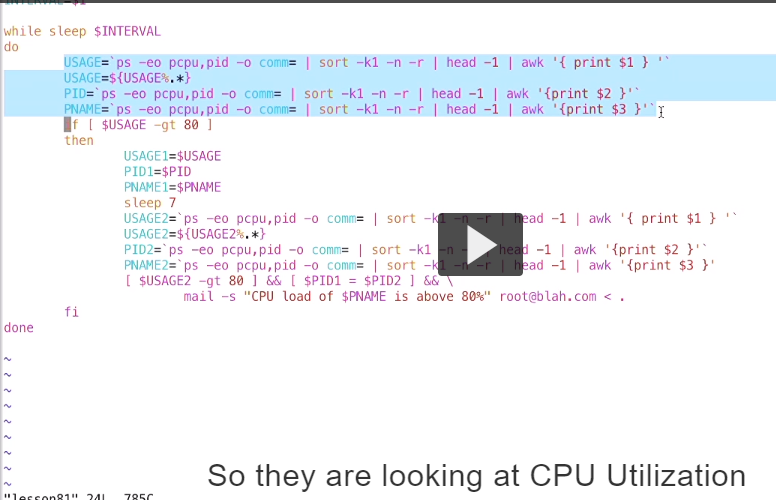 INTERVAL=$1
while sleep $INTERVAL
do
USAGE=`ps -eo pcpu,pid -o comm= | sort -k1 -n -r | head -1 | awk '{ print $1 } '`
USAGE=${USAGE%.*}
PID=`ps -eo pcpu,pid -o comm= | sort -k1 -n -r | head -1 | awk '{print $2 }'`
PNAME=`ps -eo pcpu,pid -o comm= | sort -k1 -n -r | head -1 | awk '{print $3 }'`
if [ $USAGE -gt 80 ]
then
USAGE1=$USAGE
PID1=$PID
PNAME1=$PNAME
sleep 7
USAGE2=`ps -eo pcpu,pid -o comm= | sort -k1 -n -r | head -1 | awk '{ print $1 } '`
USAGE2=${USAGE2%.*}
PID2=`ps -eo pcpu,pid -o comm= | sort -k1 -n | head -1 | awk '{print $2 }'`
PNAME2=`ps -eo pcpu,pid -o comm= | sort -k1 -n -r | head -1 | awk '{print $3 }'
[ $USAGE2 -gt 80 ] && [ $PID1 = $PID2 ] && \
mail -s "CPU load of $PNAME is above 80%" root@blah.com < .
fi
done
~
~
~
~
~
~
~
~
~
So they are looking at CPU Utilization
"lesson81" 24L, 785C